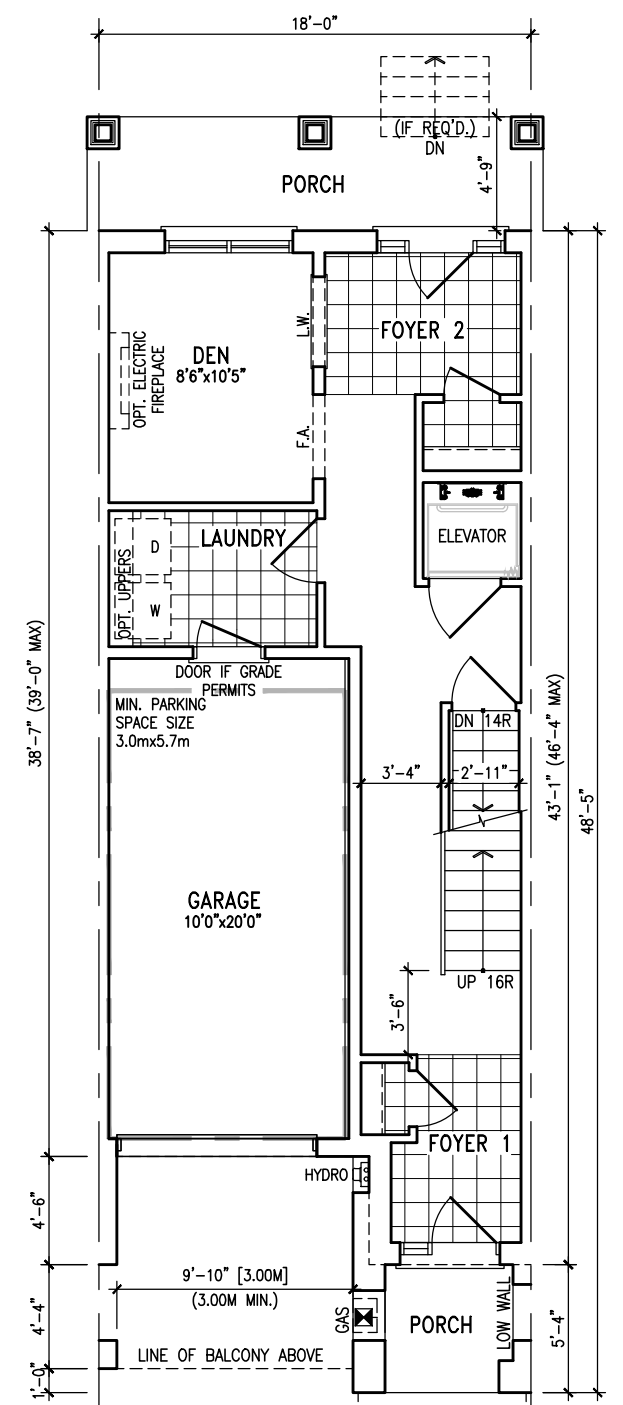 18'-0"
(IF REQ'D.)
DN
PORCH
4'-9"
FOYER 2
L.W.
DEN
8'6"x10'5"
OPT. ELECTRIC
FIREPLACE
F.A.
ELEVATOR
LAUNDRY
D
W
OPT. UPPERS
DOOR IF GRADE
PERMITS
MIN. PARKING
SPACE SIZE
3.0mx5.7m
38'-7" (39'-0" MAX)
43'-1" (46'-4" MAX)
48'-5"
DN 14R
3'-4"
2'-11"
GARAGE
10'0"x20'0"
UP 16R
3'-6"
FOYER 1
HYDRO
4'-6"
9'-10" [3.00M]
(3.00M MIN.)
GAS
PORCH
LOW WALL
4'-4"
5'-4"
LINE OF BALCONY ABOVE
1'-0"